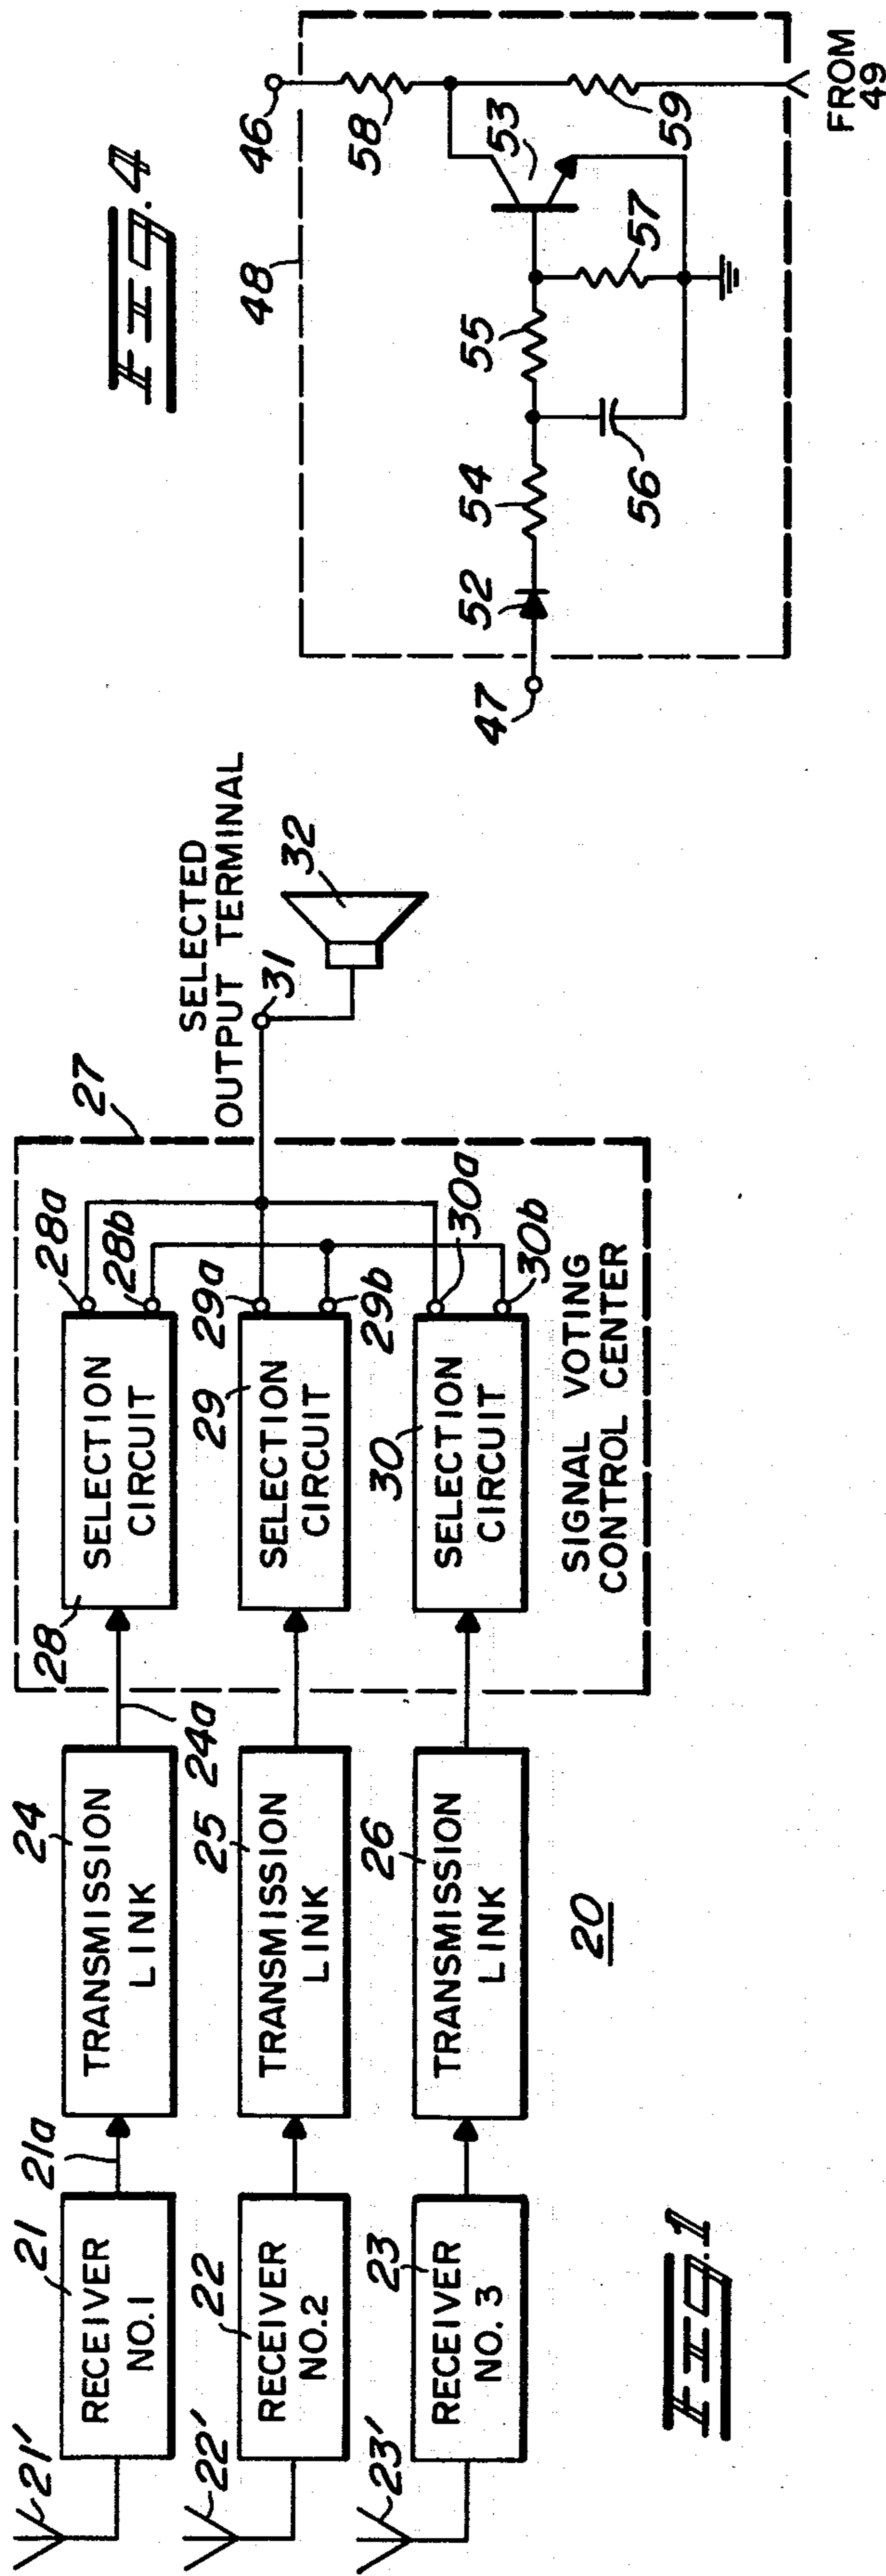 Fig. 1
21'
21
RECEIVER
NO.1
21a
24
TRANSMISSION
LINK
24a
28
SELECTION
CIRCUIT
28a
28b
27
22'
22
RECEIVER
NO.2
25
TRANSMISSION
LINK
29
SELECTION
CIRCUIT
29a
29b
SELECTED
OUTPUT TERMINAL
31
32
23'
23
RECEIVER
NO. 3
26
TRANSMISSION
LINK
30
SELECTION
CIRCUIT
30a
30b
SIGNAL VOTING
CONTROL CENTER
20
Fig. 4
48
46
58
47
52
54
55
53
56
57
59
FROM
49